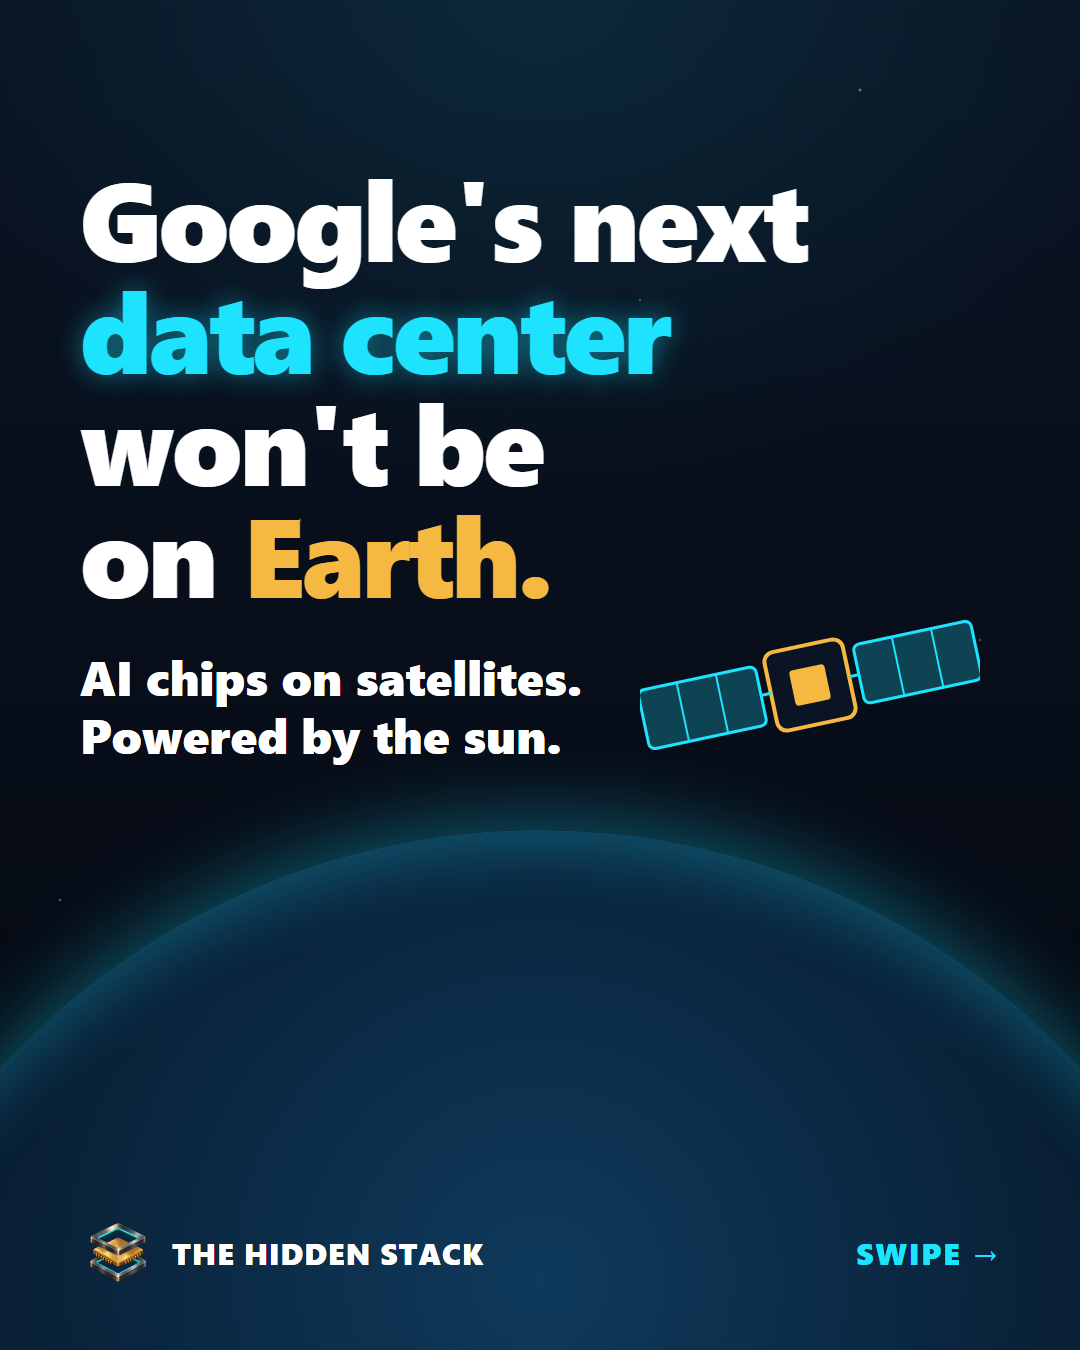 Google's next
data center
won't be
on Earth.
AI chips on satellites.
Powered by the sun.
THE HIDDEN STACK
SWIPE →